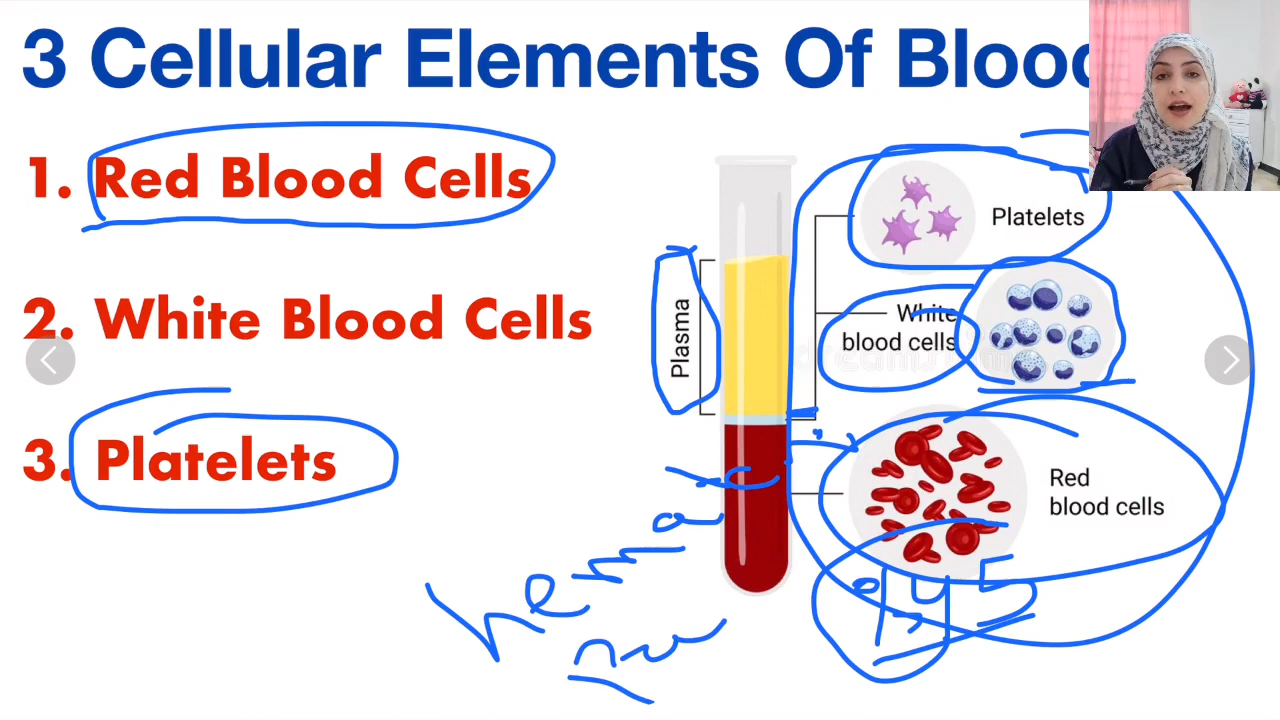 3 Cellular Elements Of Blood
1. Red Blood Cells
2. White Blood Cells
3. Platelets
Plasma
Platelets
White
blood cells
Red
blood cells
hemat
%45